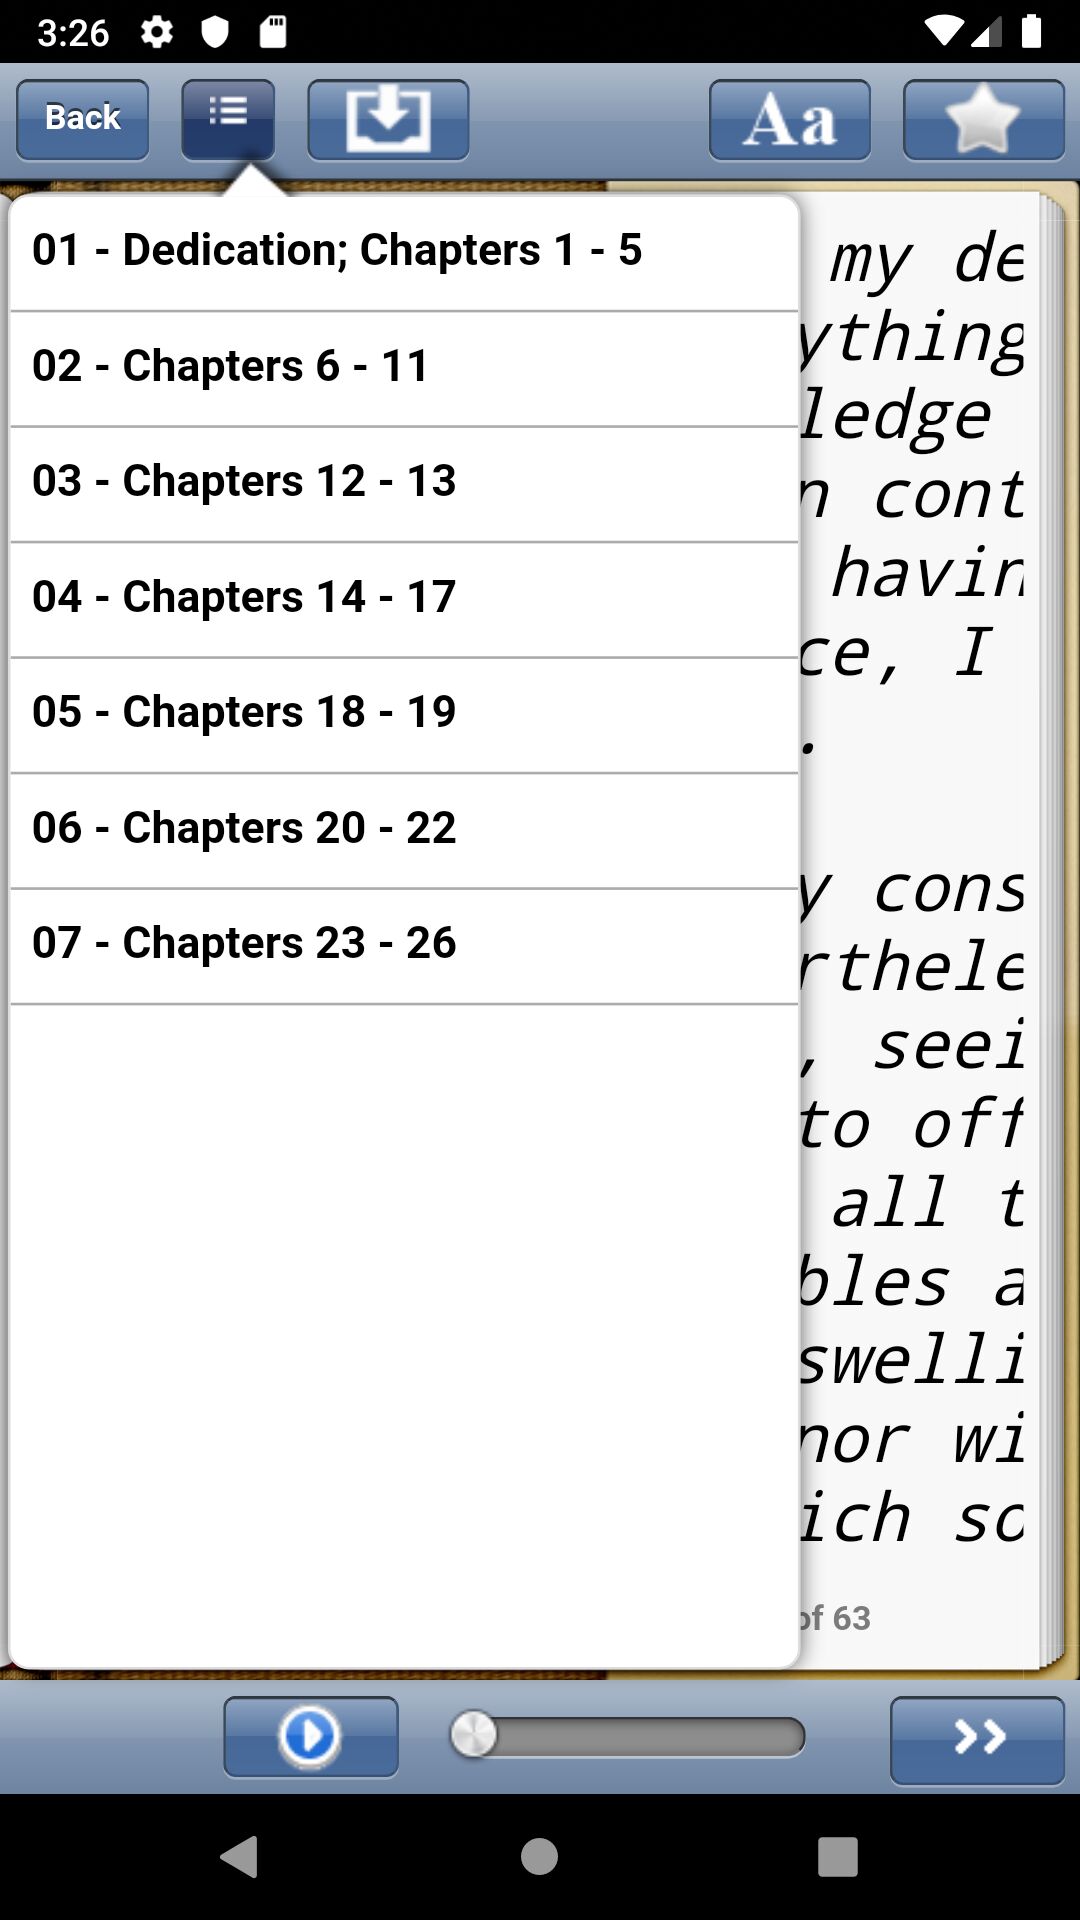 3:26
Back
Aa
01 - Dedication; Chapters 1 - 5
02 - Chapters 6 - 11
03 - Chapters 12 - 13
04 - Chapters 14 - 17
05 - Chapters 18 - 19
06 - Chapters 20 - 22
07 - Chapters 23 - 26
my de
ything
ledge
n cont
havin
ce, I
.
y cons
rthele
, seei
to off
all t
bles a
swelli
nor wi
ich so
of 63